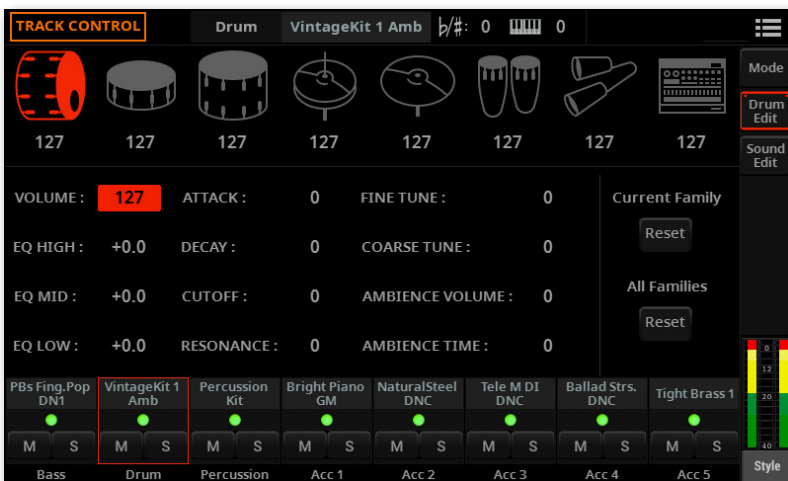 TRACK CONTROL Drum VintageKit 1 Amb ♭/#: 0 0
Mode
Drum
Edit
Sound
Edit
127 127 127 127 127 127 127 127
VOLUME : 127 ATTACK : 0 FINE TUNE : 0 Current Family
Reset
EQ HIGH : +0.0 DECAY : 0 COARSE TUNE : 0
EQ MID : +0.0 CUTOFF : 0 AMBIENCE VOLUME : 0 All Families
Reset
EQ LOW : +0.0 RESONANCE : 0 AMBIENCE TIME : 0
0
12
20
40
PBs Fing.Pop
DN1
VintageKit 1
Amb
Percussion
Kit
Bright Piano
GM
NaturalSteel
DNC
Tele M DI
DNC
Ballad Strs.
DNC
Tight Brass 1
M S M S M S M S M S M S M S M S
Bass Drum Percussion Acc 1 Acc 2 Acc 3 Acc 4 Acc 5
Style